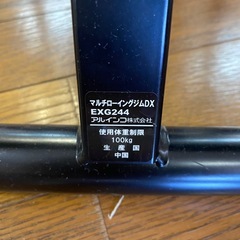 マルチローイングジムDX
EXG244
アルインコ株式会社
使用体重制限
100kg
生産国
中国